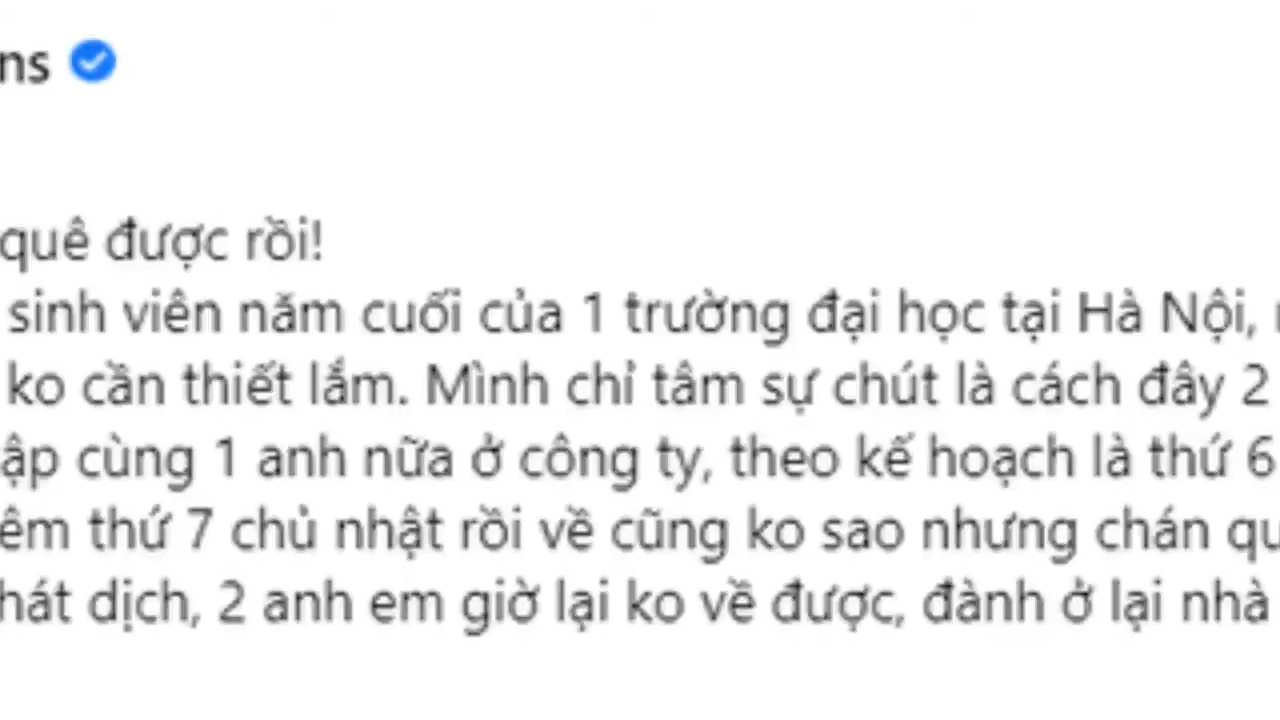 ns
quê được rồi!
sinh viên năm cuối của 1 trường đại học tại Hà Nội,
ko cần thiết lắm. Mình chỉ tâm sự chút là cách đây 2
ập cùng 1 anh nữa ở công ty, theo kế hoạch là thứ 6
êm thứ 7 chủ nhật rồi về cũng ko sao nhưng chán qu
hát dịch, 2 anh em giờ lại ko về được, đành ở lại nhà